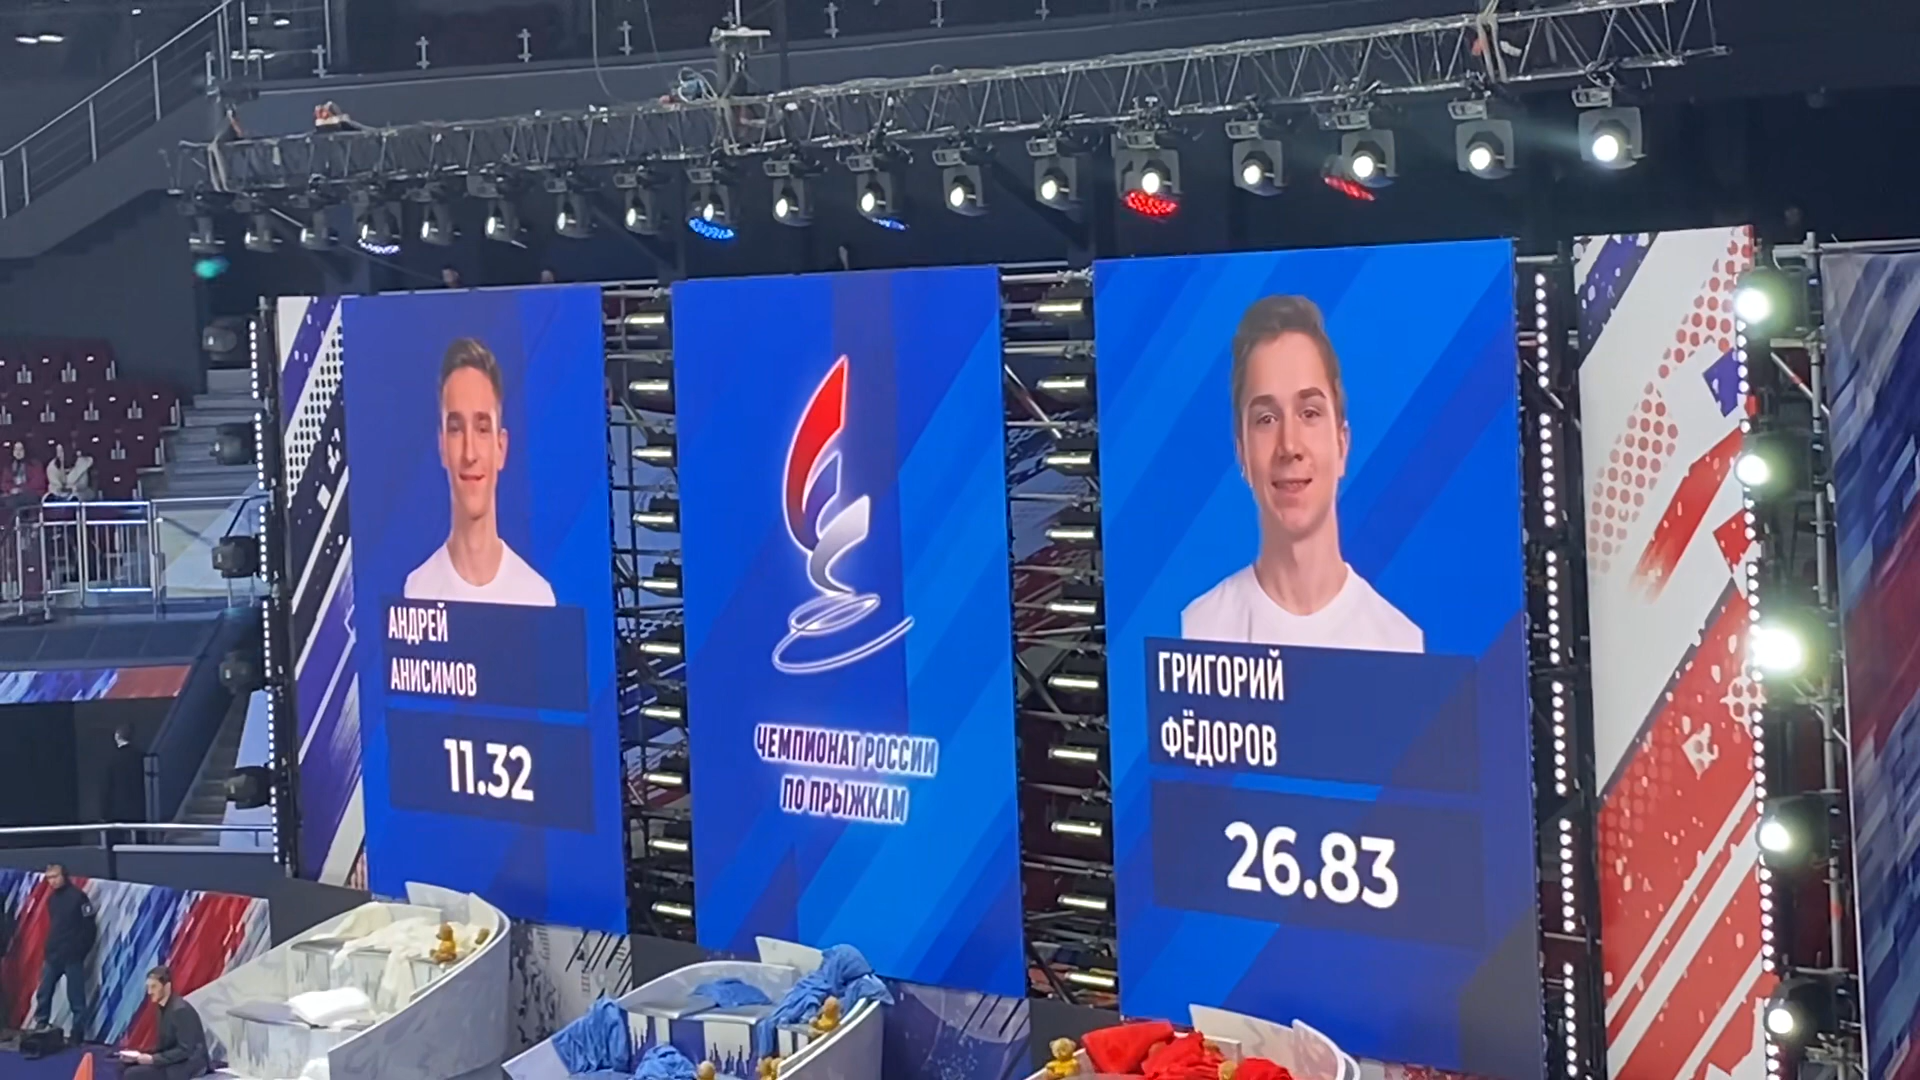 АНДРЕЙ
АНИСИМОВ
11.32
ЧЕМПИОНАТ РОССИИ
ПО ПРЫЖКАМ
ГРИГОРИЙ
ФЁДОРОВ
26.83